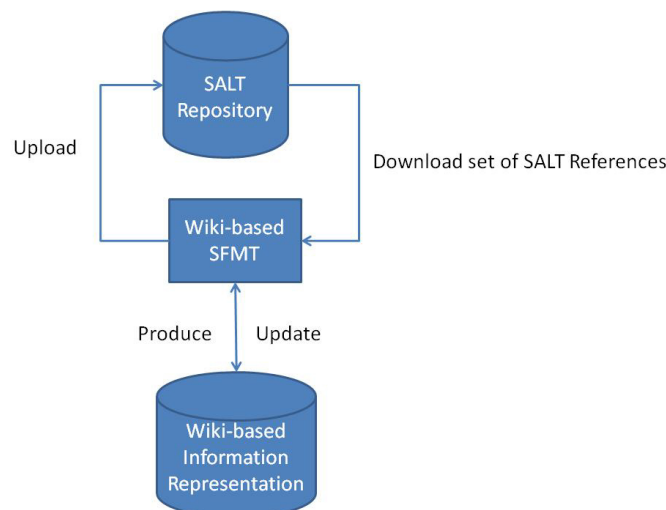 SALT
Repository
Upload
Download set of SALT References
Wiki-based
SFMT
Produce
Update
Wiki-based
Information
Representation